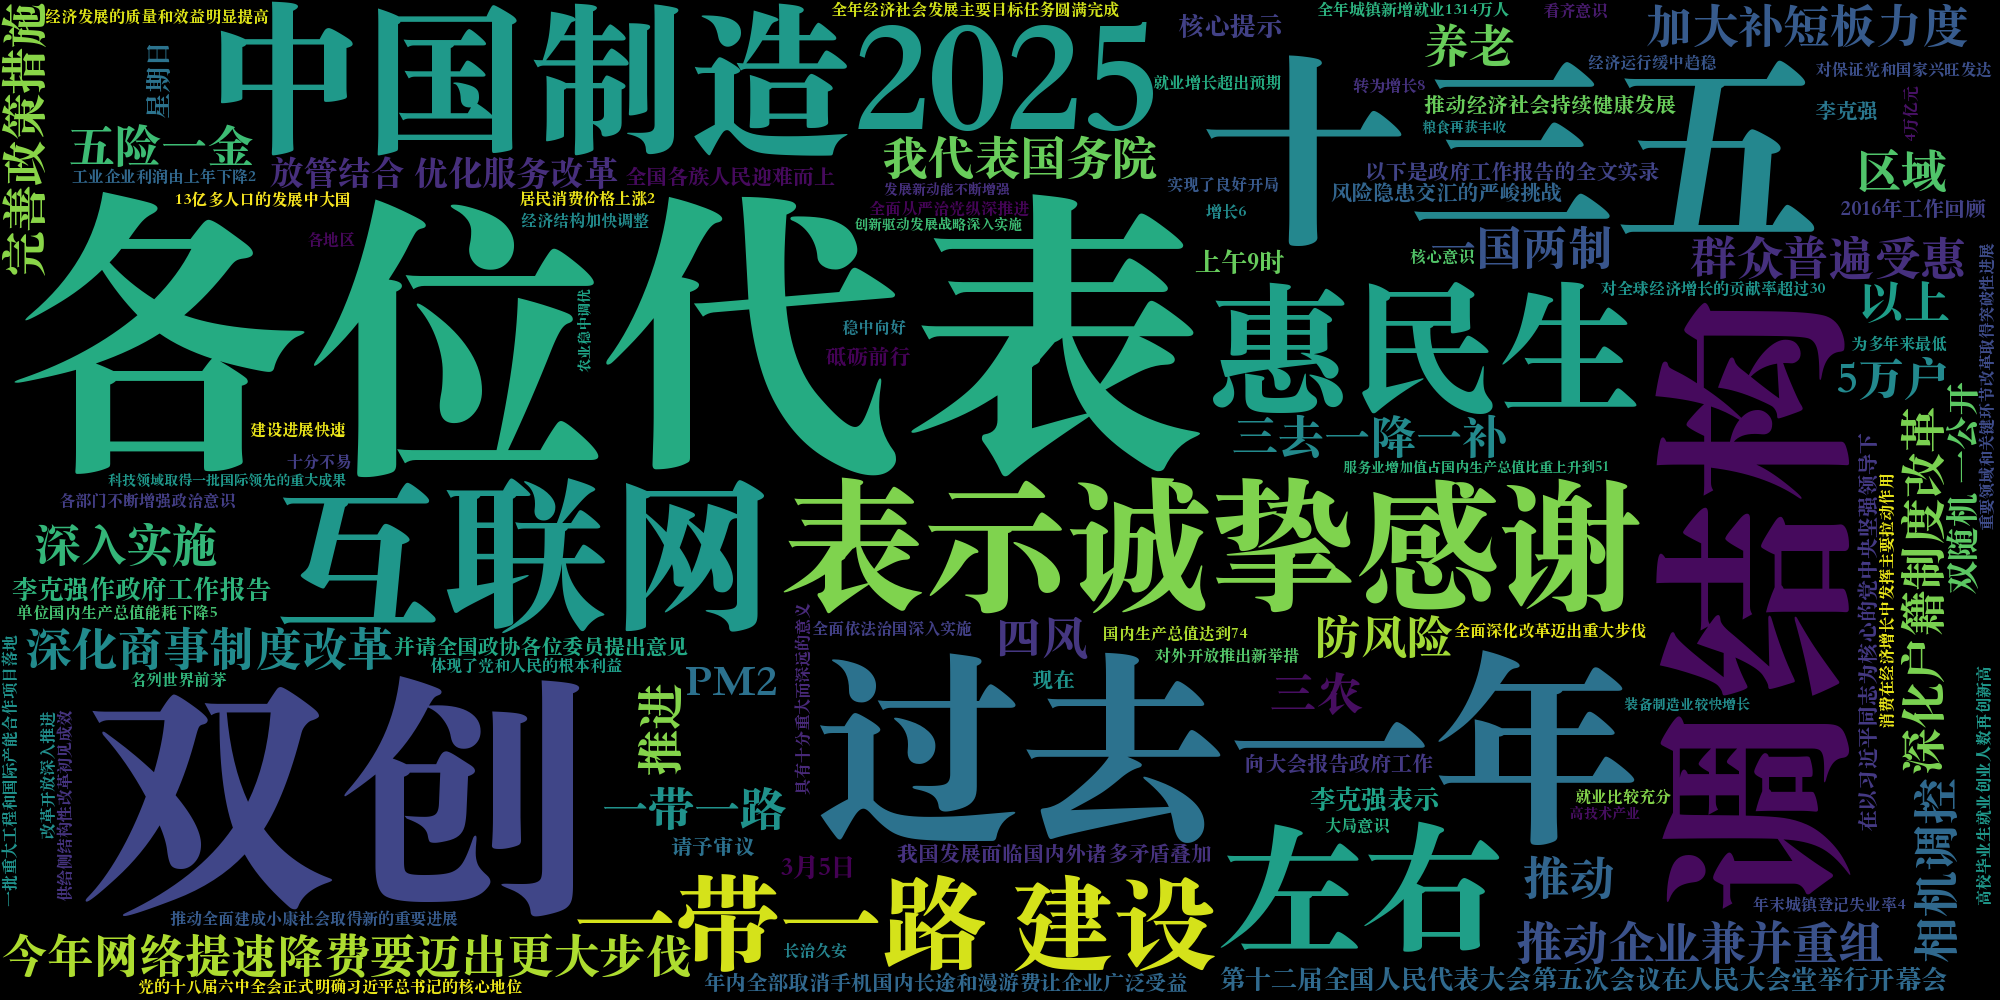 经济发展的质量和效益明显提高
全年经济社会发展主要目标任务圆满完成
核心提示
全年城镇新增就业1314万人
看齐意识
加大补短板力度
完善政策措施
星期日
中国制造2025
养老
十三五
经济运行缓中趋稳
对保证党和国家兴旺发达
就业增长超出预期
转为增长8
推动经济社会持续健康发展
李克强
4万亿元
粮食再获丰收
五险一金
工业企业利润由上年下降2
放管结合 优化服务改革
全国各族人民迎难而上
我代表国务院
以下是政府工作报告的全文实录
区域
13亿多人口的发展中大国
居民消费价格上涨2
发展新动能不断增强
实现了良好开局
风险隐患交汇的严峻挑战
全面从严治党纵深推进
增长6
2016年工作回顾
经济结构加快调整
创新驱动发展战略深入实施
各地区
各位代表
上午9时
核心意识
一国两制
群众普遍受惠
对全球经济增长的贡献率超过30
以上
农业稳中调优
稳中向好
砥砺前行
惠民生
为多年来最低
5万户
重要领域和关键环节改革取得突破性进展
调结构
建设进展快速
十分不易
三去一降一补
服务业增加值占国内生产总值比重上升到51
双随机 一公开
深化户籍制度改革
科技领域取得一批国际领先的重大成果
各部门不断增强政治意识
互联网
表示诚挚感谢
在以习近平同志为核心的党中央坚强领导下
消费在经济增长中发挥主要拉动作用
深入实施
李克强作政府工作报告
单位国内生产总值能耗下降5
深化商事制度改革
并请全国政协各位委员提出意见
体现了党和人民的根本利益
名列世界前茅
全面依法治国深入实施
四风
国内生产总值达到74
对外开放推出新举措
防风险
全面深化改革迈出重大步伐
具有十分重大而深远的意义
一批重大工程和国际产能合作项目落地
改革开放深入推进
供给侧结构性改革初见成效
双创
推进
PM2
过去一年
现在
三农
向大会报告政府工作
装备制造业较快增长
高校毕业生就业创业人数再创新高
一带一路
请予审议
李克强表示
大局意识
就业比较充分
高技术产业
相机调控
3月5日
我国发展面临国内外诸多矛盾叠加
左右
推动
年末城镇登记失业率4
推动全面建成小康社会取得新的重要进展
一带一路 建设
推动企业兼并重组
今年网络提速降费要迈出更大步伐
长治久安
党的十八届六中全会正式明确习近平总书记的核心地位
年内全部取消手机国内长途和漫游费让企业广泛受益
第十二届全国人民代表大会第五次会议在人民大会堂举行开幕会